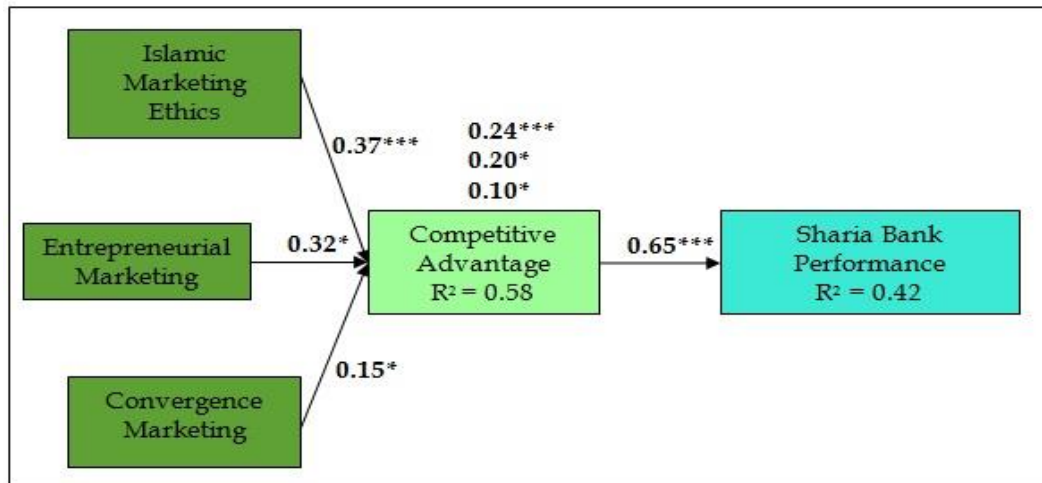 Islamic
Marketing
Ethics
0.37***
0.24***
0.20*
0.10*
Entrepreneurial
Marketing
0.32*
Competitive
Advantage
R² = 0.58
0.65***
Sharia Bank
Performance
R² = 0.42
0.15*
Convergence
Marketing